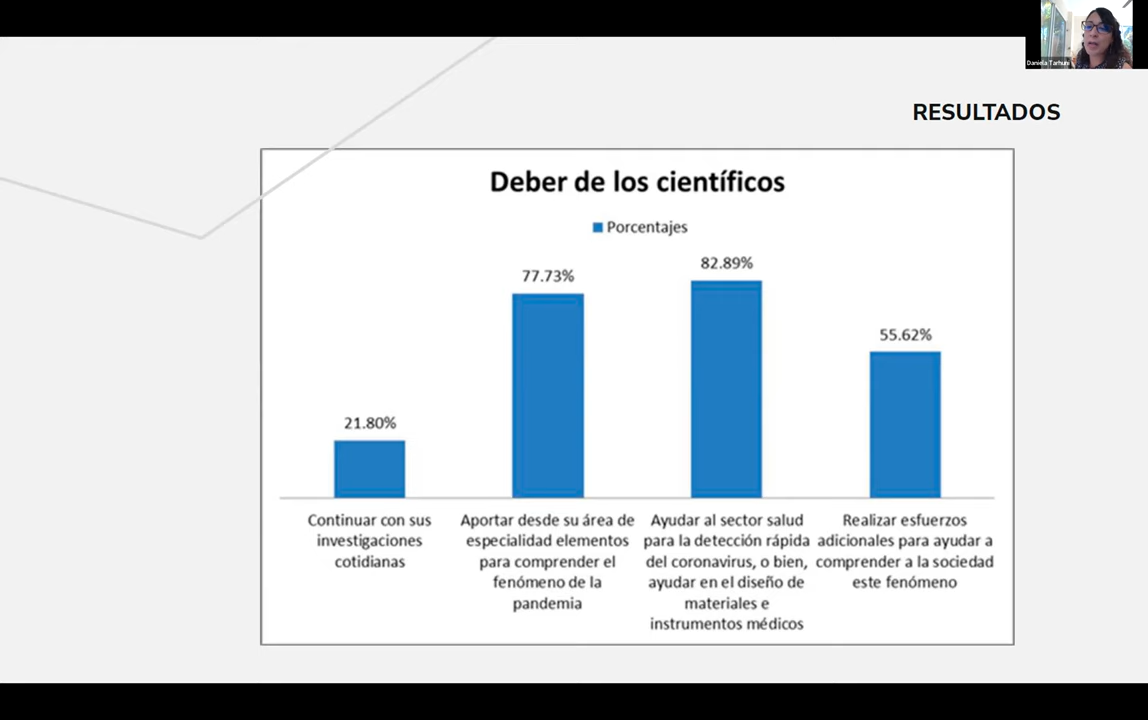 Daniela Tarhuni
RESULTADOS
Deber de los científicos
Porcentajes
21.80%
77.73%
82.89%
55.62%
Continuar con sus
investigaciones
cotidianas
Aportar desde su área de
especialidad elementos
para comprender el
fenómeno de la
pandemia
Ayudar al sector salud
para la detección rápida
del coronavirus, o bien,
ayudar en el diseño de
materiales e
instrumentos médicos
Realizar esfuerzos
adicionales para ayudar a
comprender a la sociedad
este fenómeno